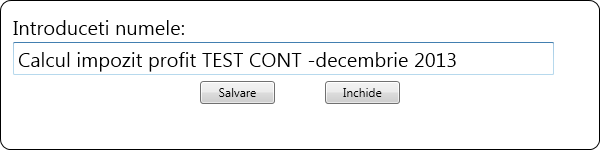 Introduceti numele:
Calcul impozit profit TEST CONT -decembrie 2013
Salvare Inchide